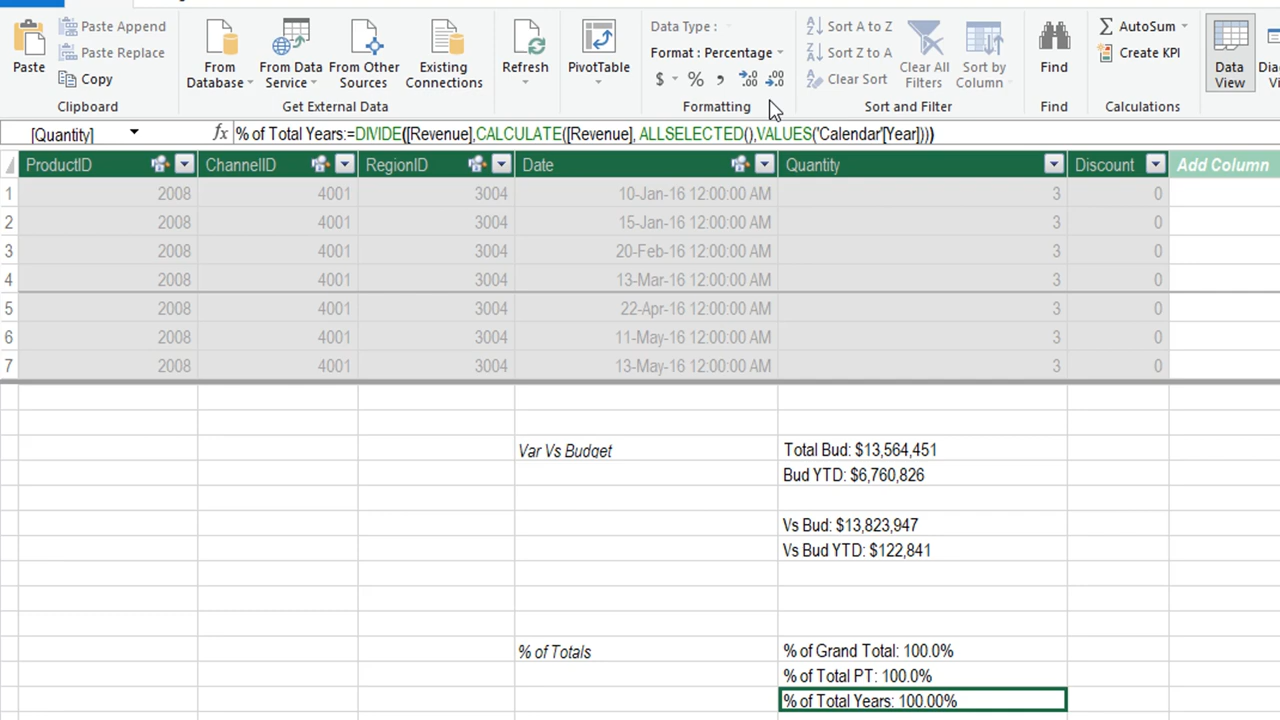 Paste
Paste Append
Paste Replace
Copy
Clipboard
From Database
From Data Service
From Other Sources
Existing Connections
Get External Data
Refresh
PivotTable
Data Type :
Format : Percentage
$ % ,
Formatting
Sort A to Z
Sort Z to A
Clear Sort
Clear All Filters
Sort by Column
Sort and Filter
Find
Find
AutoSum
Create KPI
Calculations
Data View
[Quantity]
fx % of Total Years:=DIVIDE([Revenue],CALCULATE([Revenue], ALLSELECTED(),VALUES('Calendar'[Year])))
ProductID ChannelID RegionID Date Quantity Discount Add Column
1 2008 4001 3004 10-Jan-16 12:00:00 AM 3 0
2 2008 4001 3004 15-Jan-16 12:00:00 AM 3 0
3 2008 4001 3004 20-Feb-16 12:00:00 AM 3 0
4 2008 4001 3004 13-Mar-16 12:00:00 AM 3 0
5 2008 4001 3004 22-Apr-16 12:00:00 AM 3 0
6 2008 4001 3004 11-May-16 12:00:00 AM 3 0
7 2008 4001 3004 13-May-16 12:00:00 AM 3 0
Var Vs Budget Total Bud: $13,564,451
Bud YTD: $6,760,826
Vs Bud: $13,823,947
Vs Bud YTD: $122,841
% of Totals % of Grand Total: 100.0%
% of Total PT: 100.0%
% of Total Years: 100.00%